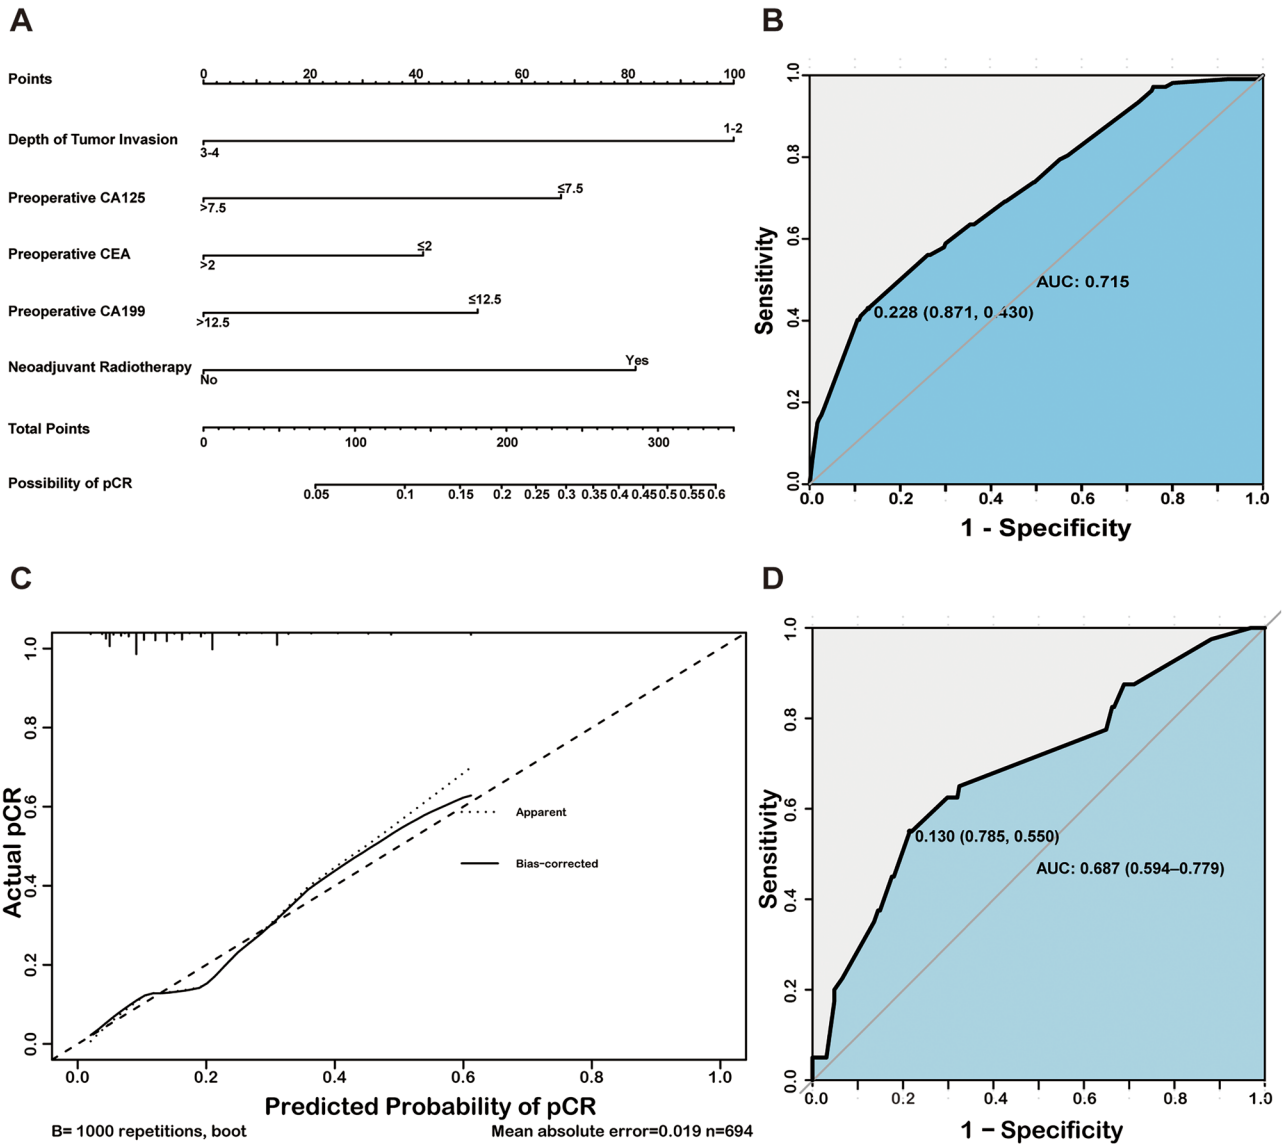 A
Points
0 20 40 60 80 100
Depth of Tumor Invasion
1-2
3-4
Preoperative CA125
≤7.5
>7.5
Preoperative CEA
≤2
>2
Preoperative CA199
≤12.5
>12.5
Neoadjuvant Radiotherapy
Yes
No
Total Points
0 100 200 300
Possibility of pCR
0.05 0.1 0.15 0.2 0.25 0.3 0.35 0.4 0.45 0.5 0.55 0.6
B
Sensitivity
0.0 0.2 0.4 0.6 0.8 1.0
AUC: 0.715
0.228 (0.871, 0.430)
0.0 0.2 0.4 0.6 0.8 1.0
1 - Specificity
C
Actual pCR
0.0 0.2 0.4 0.6 0.8 1.0
Apparent
Bias-corrected
0.0 0.2 0.4 0.6 0.8 1.0
Predicted Probability of pCR
B= 1000 repetitions, boot
Mean absolute error=0.019 n=694
D
Sensitivity
0.0 0.2 0.4 0.6 0.8 1.0
0.130 (0.785, 0.550)
AUC: 0.687 (0.594–0.779)
0.0 0.2 0.4 0.6 0.8 1.0
1 – Specificity